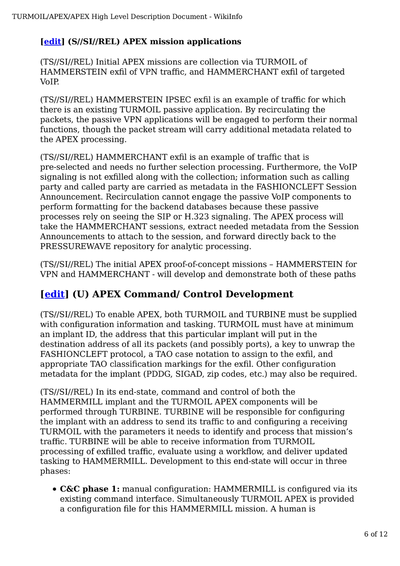 TURMOIL/APEX/APEX High Level Description Document - WikiInfo
[edit] (S//SI//REL) APEX mission applications
(TS//SI//REL) Initial APEX missions are collection via TURMOIL of
HAMMERSTEIN exfil of VPN traffic, and HAMMERCHANT exfil of targeted
VoIP.
(TS//SI//REL) HAMMERSTEIN IPSEC exfil is an example of traffic for which
there is an existing TURMOIL passive application. By recirculating the
packets, the passive VPN applications will be engaged to perform their normal
functions, though the packet stream will carry additional metadata related to
the APEX processing.
(TS//SI//REL) HAMMERCHANT exfil is an example of traffic that is
pre-selected and needs no further selection processing. Furthermore, the VoIP
signaling is not exfilled along with the collection; information such as calling
party and called party are carried as metadata in the FASHIONCLEFT Session
Announcement. Recirculation cannot engage the passive VoIP components to
perform formatting for the backend databases because these passive
processes rely on seeing the SIP or H.323 signaling. The APEX process will
take the HAMMERCHANT sessions, extract needed metadata from the Session
Announcements to attach to the session, and forward directly back to the
PRESSUREWAVE repository for analytic processing.
(TS//SI//REL) The initial APEX proof-of-concept missions – HAMMERSTEIN for
VPN and HAMMERCHANT - will develop and demonstrate both of these paths
[edit] (U) APEX Command/ Control Development
(TS//SI//REL) To enable APEX, both TURMOIL and TURBINE must be supplied
with configuration information and tasking. TURMOIL must have at minimum
an implant ID, the address that this particular implant will put in the
destination address of all its packets (and possibly ports), a key to unwrap the
FASHIONCLEFT protocol, a TAO case notation to assign to the exfil, and
appropriate TAO classification markings for the exfil. Other configuration
metadata for the implant (PDDG, SIGAD, zip codes, etc.) may also be required.
(TS//SI//REL) In its end-state, command and control of both the
HAMMERMILL implant and the TURMOIL APEX components will be
performed through TURBINE. TURBINE will be responsible for configuring
the implant with an address to send its traffic to and configuring a receiving
TURMOIL with the parameters it needs to identify and process that mission's
traffic. TURBINE will be able to receive information from TURMOIL
processing of exfilled traffic, evaluate using a workflow, and deliver updated
tasking to HAMMERMILL. Development to this end-state will occur in three
phases:
• C&C phase 1: manual configuration: HAMMERMILL is configured via its
existing command interface. Simultaneously TURMOIL APEX is provided
a configuration file for this HAMMERMILL mission. A human is
6 of 12